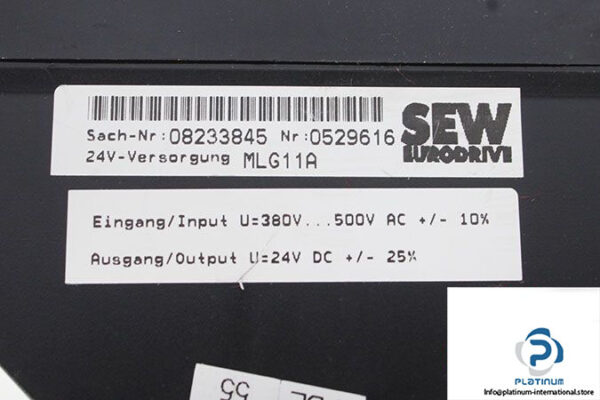 Sach-Nr:08233845 Nr:0529616
24V-Versorgung MLG11A
SEW
EURODRIVE
Eingang/Input U=380V...500V AC +/- 10%
Ausgang/Output U=24V DC +/- 25%
55
PLATINUM
info@platinum-international.store